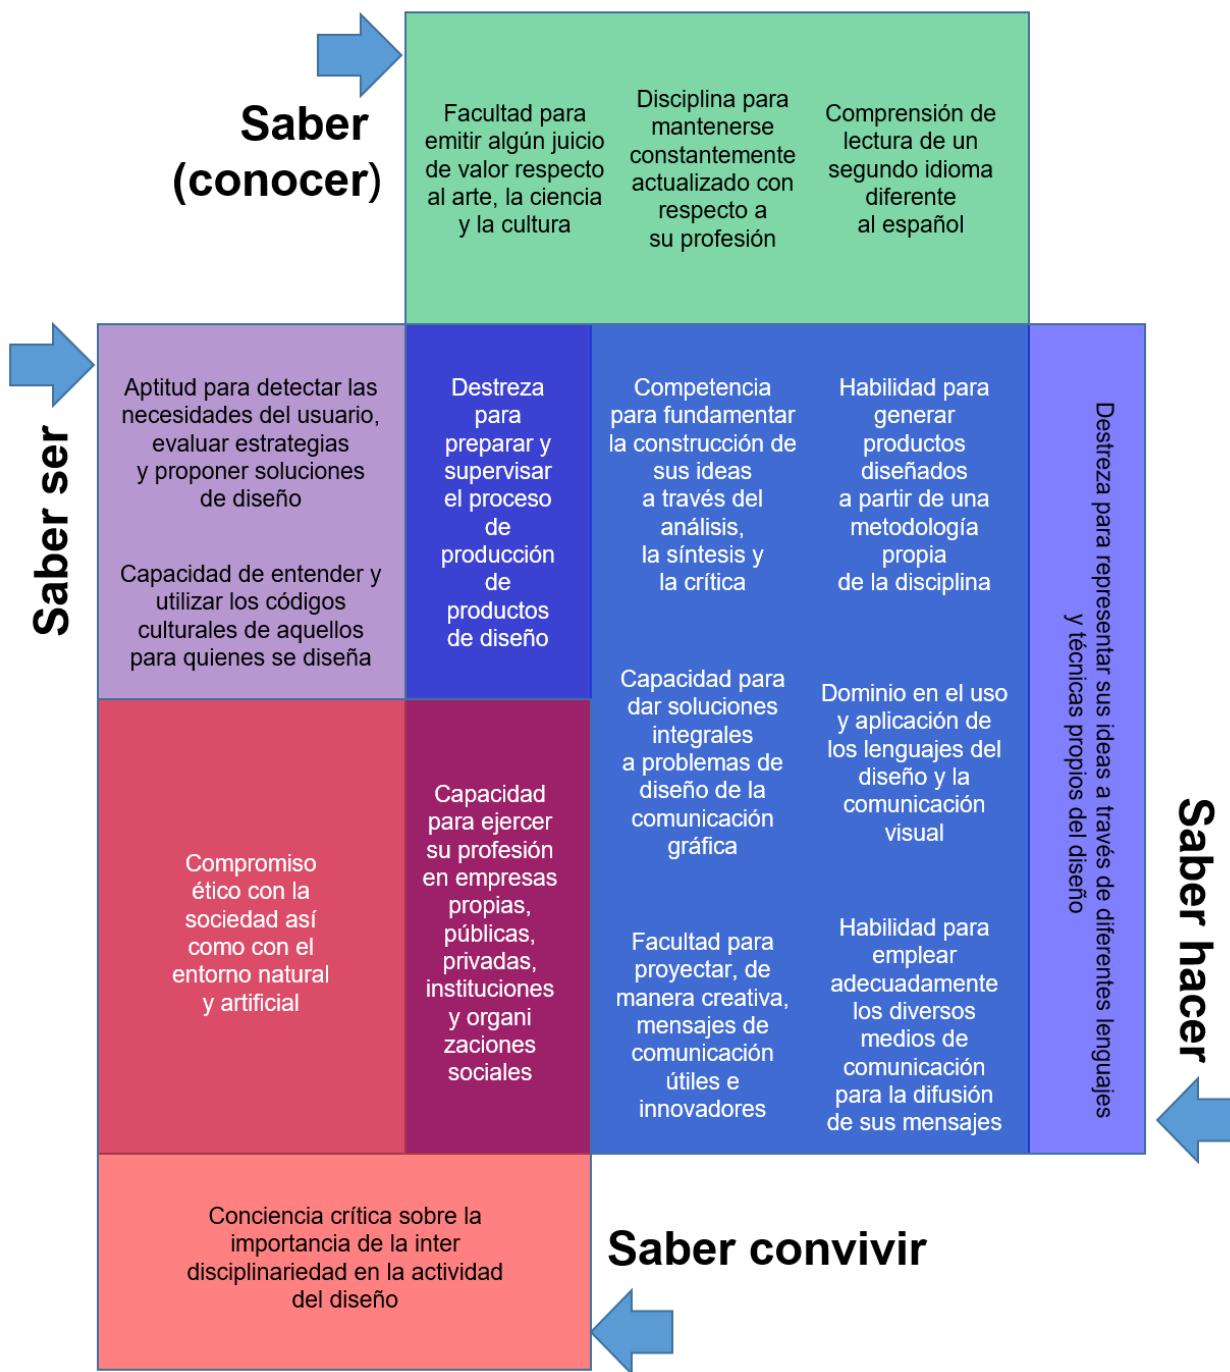 Saber
(conocer)
Facultad para
emitir algún juicio
de valor respecto
al arte, la ciencia
y la cultura
Disciplina para
mantenerse
constantemente
actualizado con
respecto a
su profesión
Comprensión de
lectura de un
segundo idioma
diferente
al español
Saber ser
Aptitud para detectar las
necesidades del usuario,
evaluar estrategias
y proponer soluciones
de diseño
Capacidad de entender y
utilizar los códigos
culturales de aquellos
para quienes se diseña
Destreza
para
preparar y
supervisar
el proceso
de
producción
de
productos
de diseño
Competencia
para fundamentar
la construcción de
sus ideas
a través del
análisis,
la síntesis y
la crítica
Habilidad para
generar
productos
diseñados
a partir de una
metodología
propia
de la disciplina
Capacidad para
dar soluciones
integrales
a problemas de
diseño de la
comunicación
gráfica
Dominio en el uso
y aplicación de
los lenguajes del
diseño y la
comunicación
visual
Facultad para
proyectar, de
manera creativa,
mensajes de
comunicación
útiles e
innovadores
Habilidad para
emplear
adecuadamente
los diversos
medios de
comunicación
para la difusión
de sus mensajes
Destreza para representar sus ideas a través de diferentes lenguajes
y técnicas propios del diseño
Saber hacer
Compromiso
ético con la
sociedad así
como con el
entorno natural
y artificial
Capacidad
para ejercer
su profesión
en empresas
propias,
públicas,
privadas,
instituciones
y organi
zaciones
sociales
Conciencia crítica sobre la
importancia de la inter
disciplinariedad en la actividad
del diseño
Saber convivir